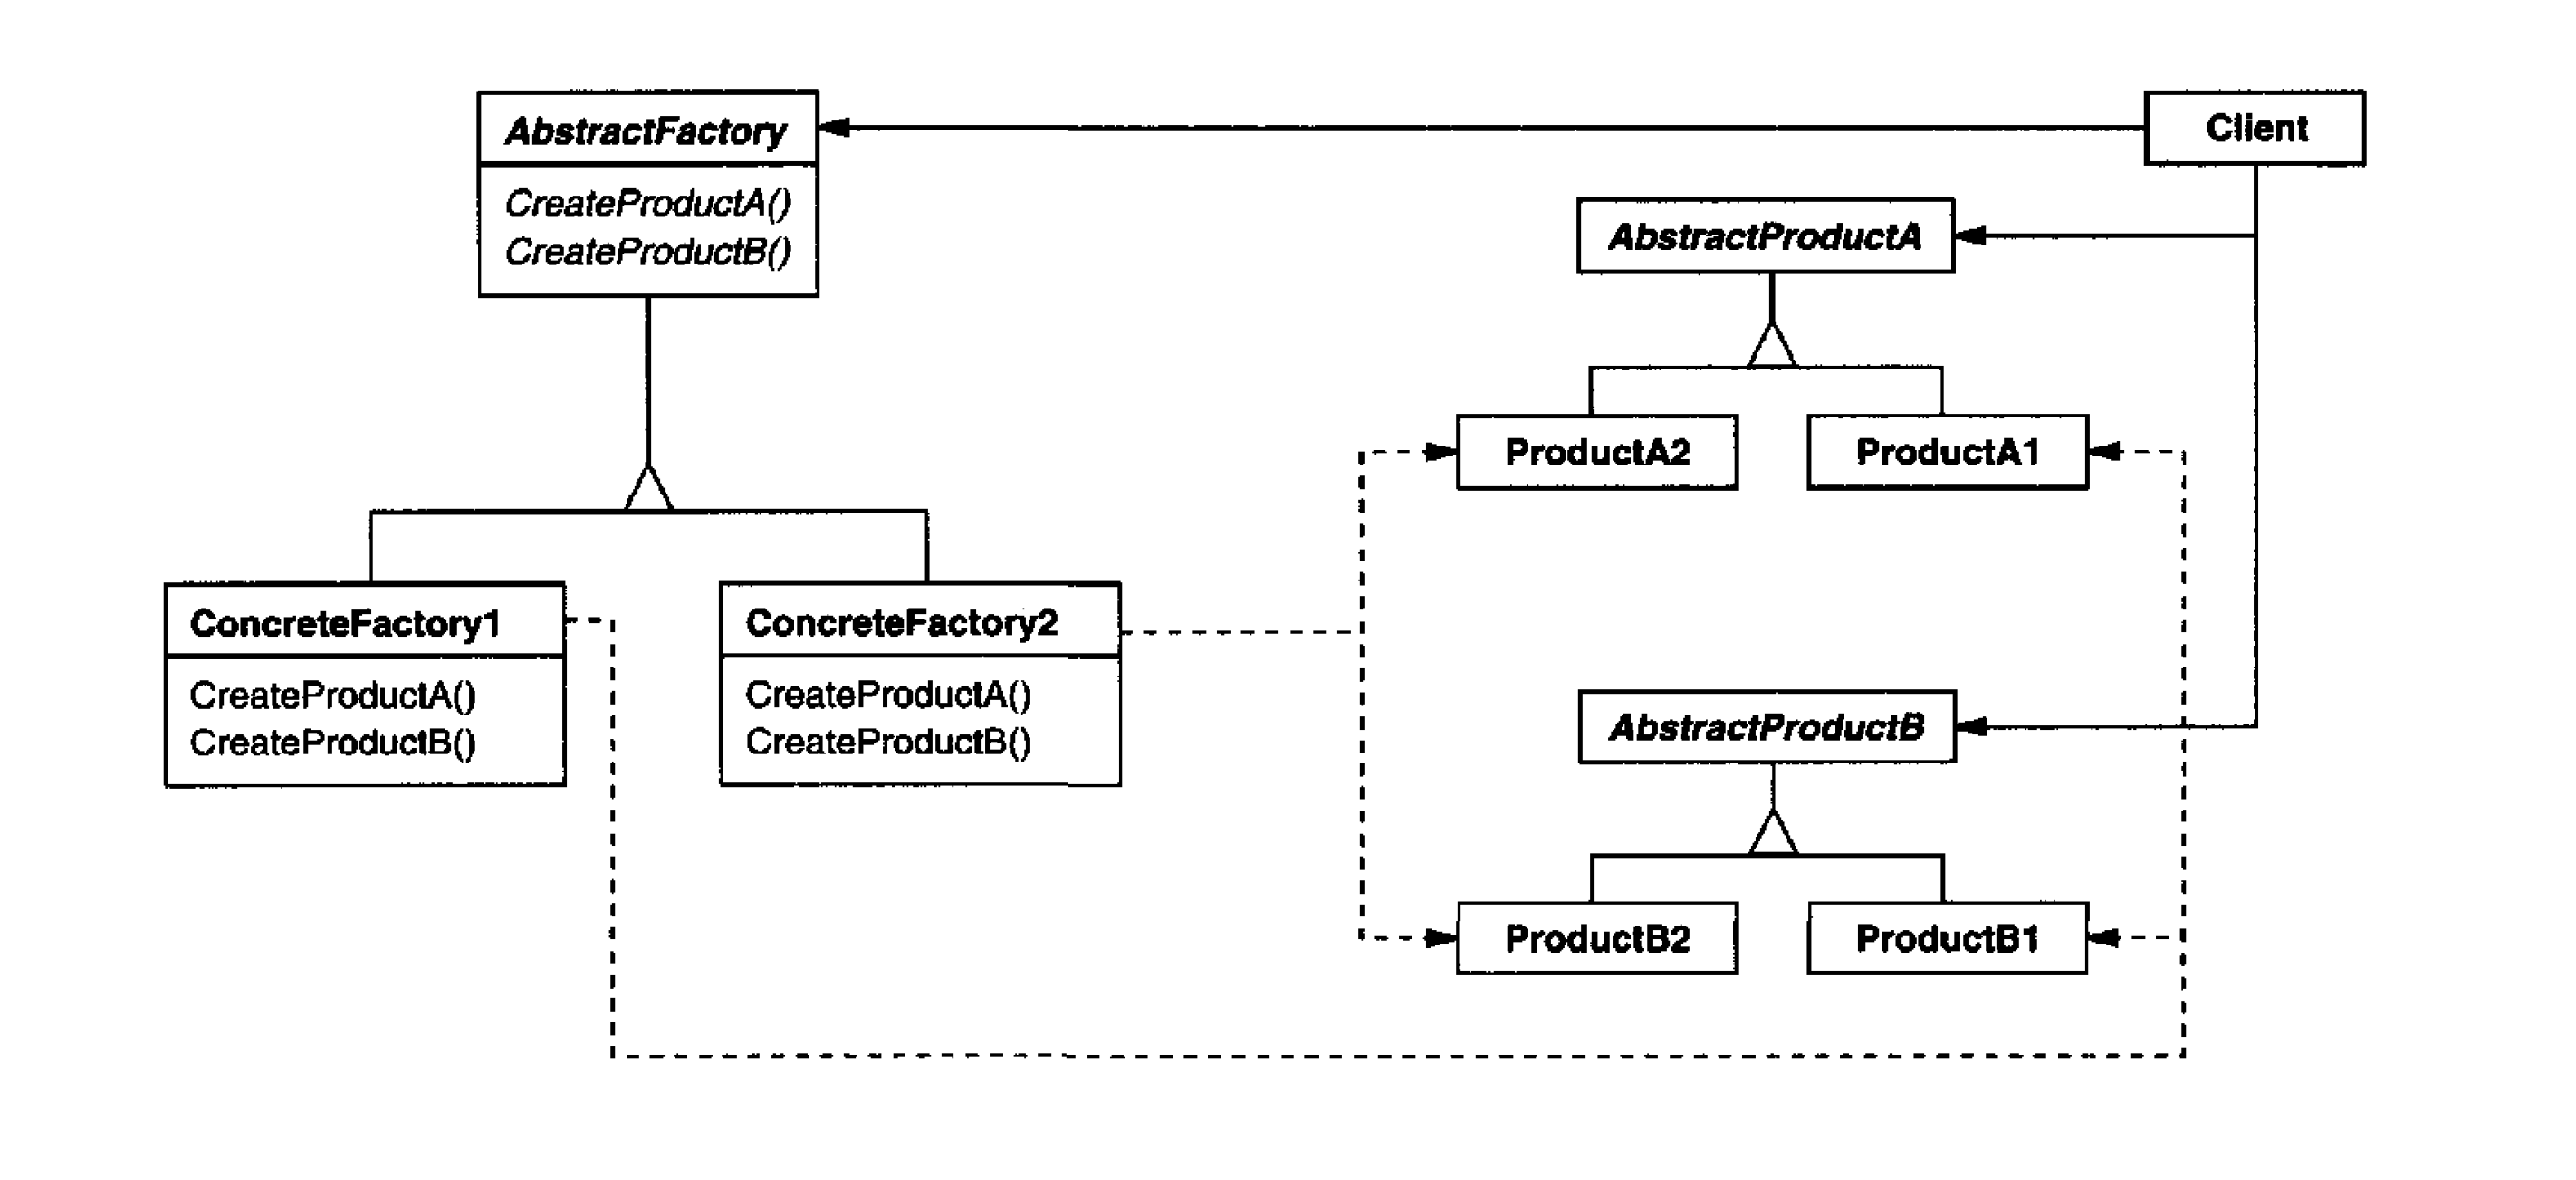 AbstractFactory
CreateProductA()
CreateProductB()
Client
AbstractProductA
ProductA2
ProductA1
ConcreteFactory1
CreateProductA()
CreateProductB()
ConcreteFactory2
CreateProductA()
CreateProductB()
AbstractProductB
ProductB2
ProductB1